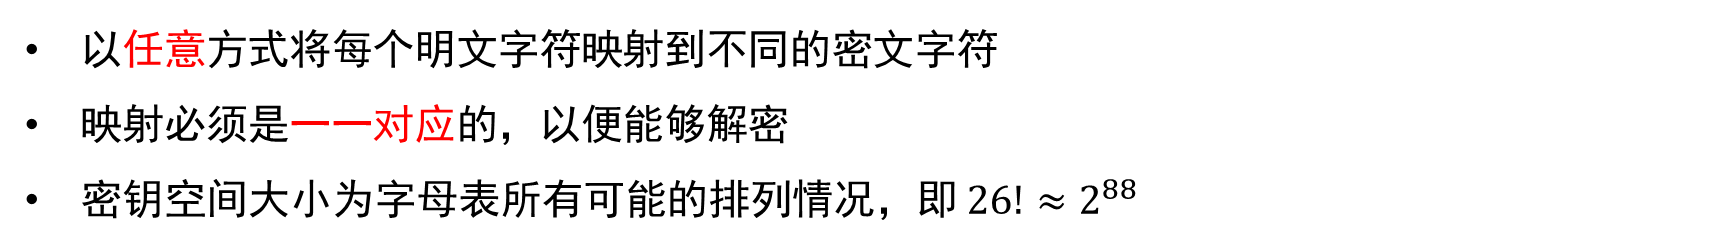 • 以任意方式将每个明文字符映射到不同的密文字符
• 映射必须是一一对应的，以便能够解密
• 密钥空间大小为字母表所有可能的排列情况，即 26! ≈ 2⁸⁸